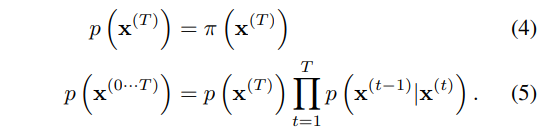 p(x^(T)) = π(x^(T)) (4)
p(x^(0···T)) = p(x^(T)) ∏_{t=1}^{T} p(x^(t−1)|x^(t)). (5)